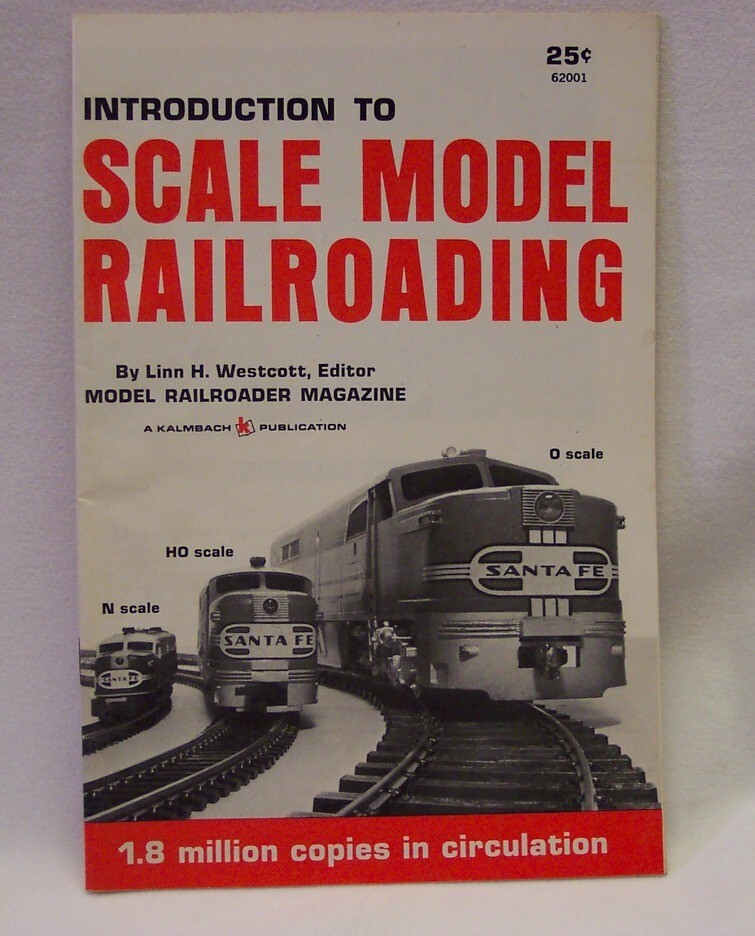 25¢
62001
INTRODUCTION TO
SCALE MODEL
RAILROADING
By Linn H. Westcott, Editor
MODEL RAILROADER MAGAZINE
A KALMBACH k PUBLICATION
O scale
HO scale
N scale
SANTA FE
SANTA FE
SANTA FE
1.8 million copies in circulation